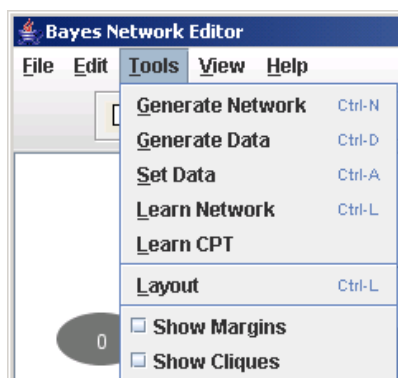 Bayes Network Editor
File Edit Tools View Help
Generate Network Ctrl-N
Generate Data Ctrl-D
Set Data Ctrl-A
Learn Network Ctrl-L
Learn CPT
Layout Ctrl-L
Show Margins
0
Show Cliques